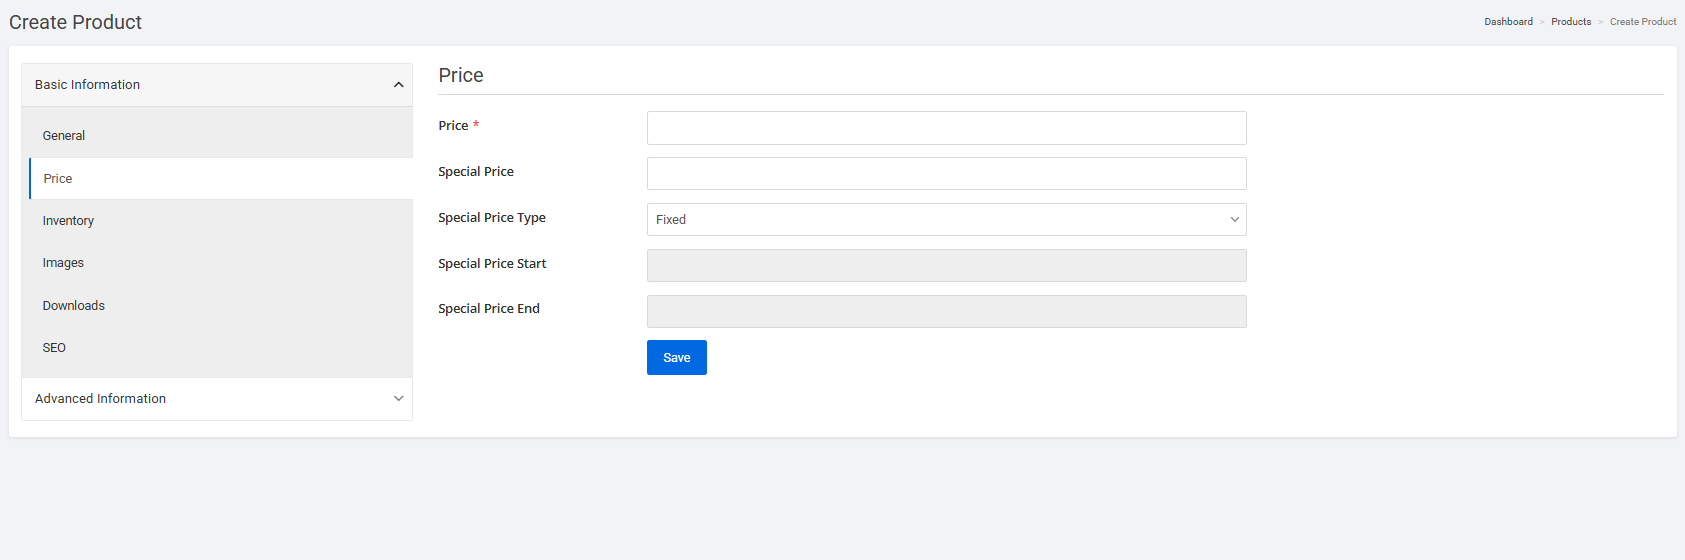 Create Product
Dashboard > Products > Create Product
Basic Information
General
Price
Inventory
Images
Downloads
SEO
Advanced Information
Price
Price *
Special Price
Special Price Type
Fixed
Special Price Start
Special Price End
Save